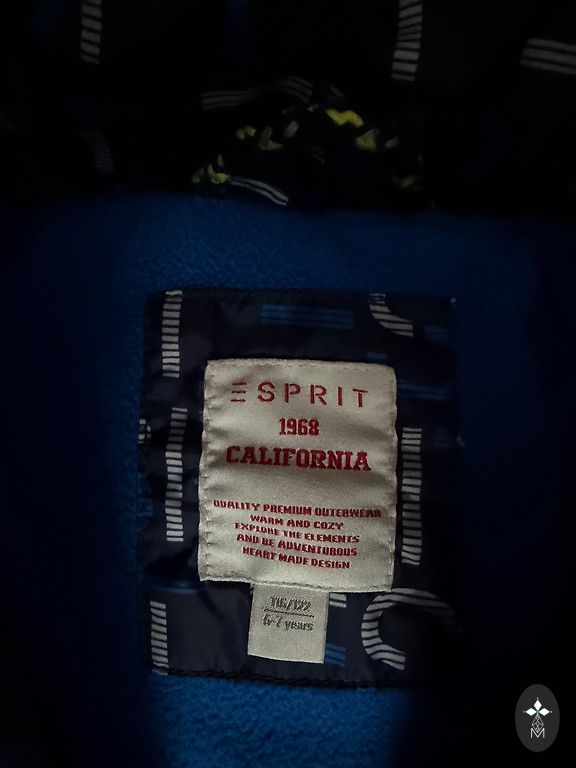 ESPRIT
1968
CALIFORNIA
QUALITY PREMIUM OUTERWEAR
WARM AND COZY
EXPLORE THE ELEMENTS
AND BE ADVENTUROUS
HEART MADE DESIGN
116/122
6-7 years
M